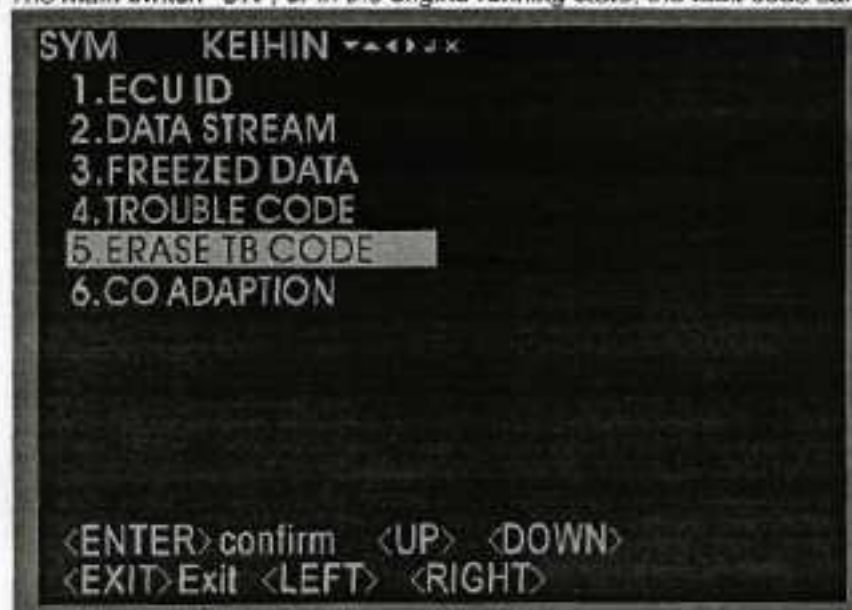 SYM KEIHIN
1.ECU ID
2.DATA STREAM
3.FREEZED DATA
4.TROUBLE CODE
5.ERASE TB CODE
6.CO ADAPTION
<ENTER> confirm <UP> <DOWN>
<EXIT> Exit <LEFT> <RIGHT>